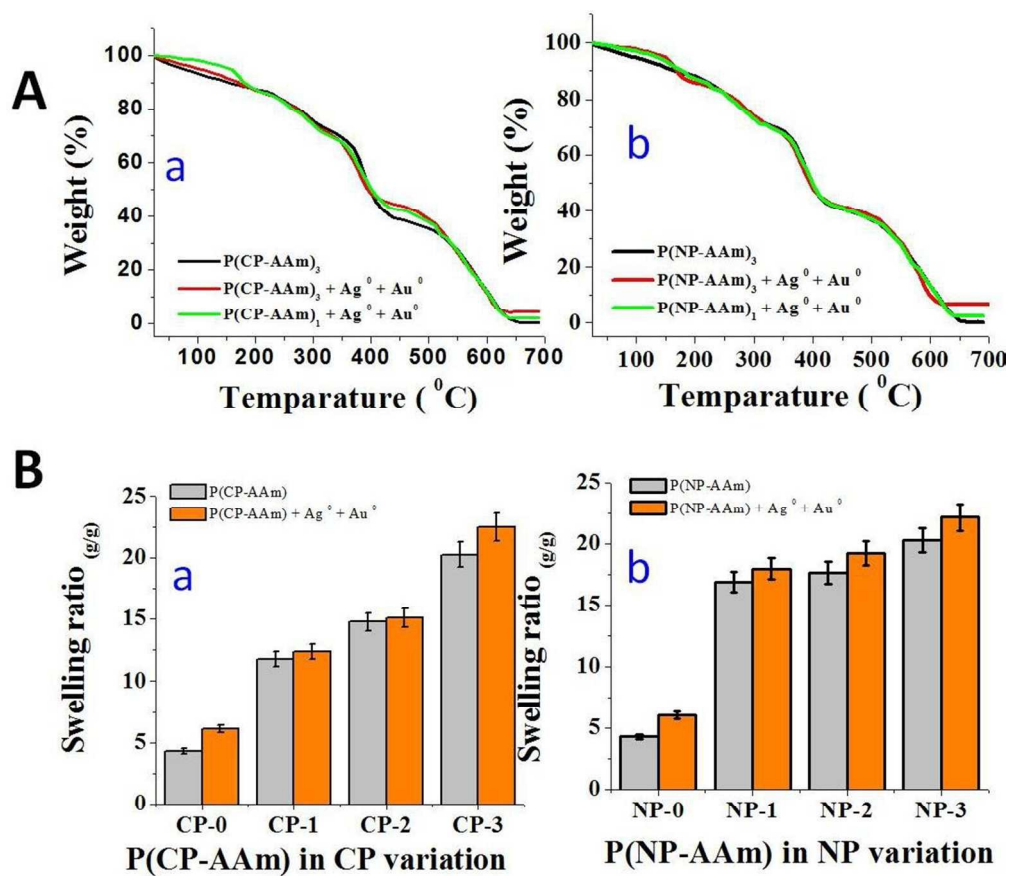 A
Weight (%)
100
80
60
40
20
0
a
P(CP-AAm)₃
P(CP-AAm)₃ + Ag⁰ + Au⁰
P(CP-AAm)₁ + Ag⁰ + Au⁰
100 200 300 400 500 600 700
Temparature ( ⁰C)
Weight (%)
100
80
60
40
20
0
b
P(NP-AAm)₃
P(NP-AAm)₃ + Ag⁰ + Au⁰
P(NP-AAm)₁ + Ag⁰ + Au⁰
100 200 300 400 500 600 700
Temparature ( ⁰C)
B
Swelling ratio (g/g)
25
20
15
10
5
0
P(CP-AAm)
P(CP-AAm) + Ag⁰ + Au⁰
a
CP-0 CP-1 CP-2 CP-3
P(CP-AAm) in CP variation
Swelling ratio (g/g)
25
20
15
10
5
0
P(NP-AAm)
P(NP-AAm) + Ag⁰ + Au⁰
b
NP-0 NP-1 NP-2 NP-3
P(NP-AAm) in NP variation